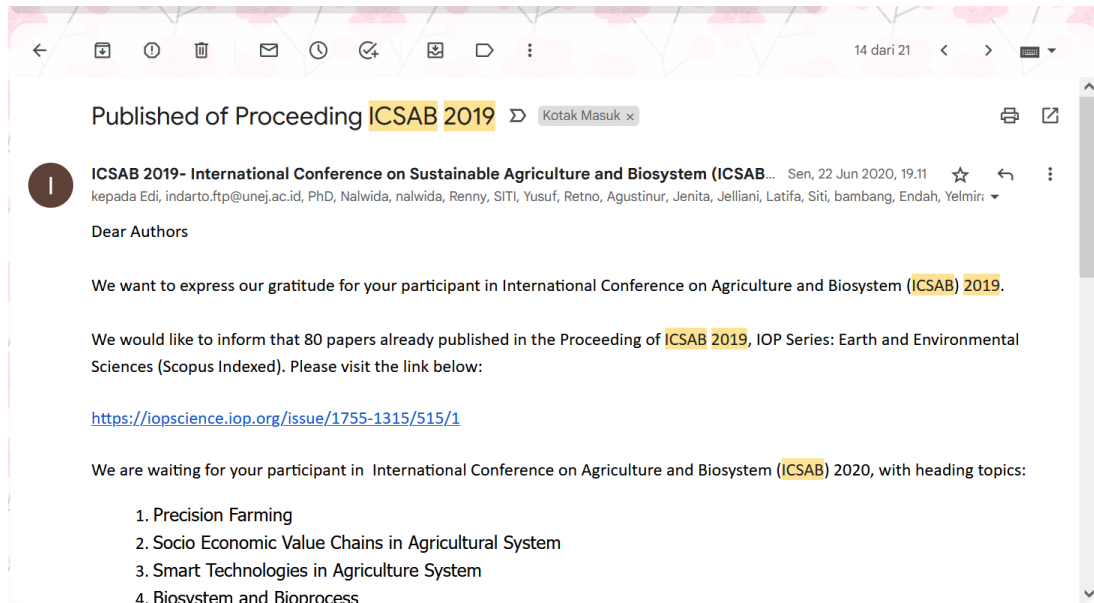 14 dari 21
Published of Proceeding ICSAB 2019 Kotak Masuk x
I
ICSAB 2019- International Conference on Sustainable Agriculture and Biosystem (ICSAB... Sen, 22 Jun 2020, 19.11
kepada Edi, indarto.ftp@unej.ac.id, PhD, Nalwida, nalwida, Renny, SITI, Yusuf, Retno, Agustinur, Jenita, Jelliani, Latifa, Siti, bambang, Endah, Yelmira
Dear Authors
We want to express our gratitude for your participant in International Conference on Agriculture and Biosystem (ICSAB) 2019.
We would like to inform that 80 papers already published in the Proceeding of ICSAB 2019, IOP Series: Earth and Environmental
Sciences (Scopus Indexed). Please visit the link below:
https://iopscience.iop.org/issue/1755-1315/515/1
We are waiting for your participant in International Conference on Agriculture and Biosystem (ICSAB) 2020, with heading topics:
1. Precision Farming
2. Socio Economic Value Chains in Agricultural System
3. Smart Technologies in Agriculture System
4. Biosystem and Bioprocess